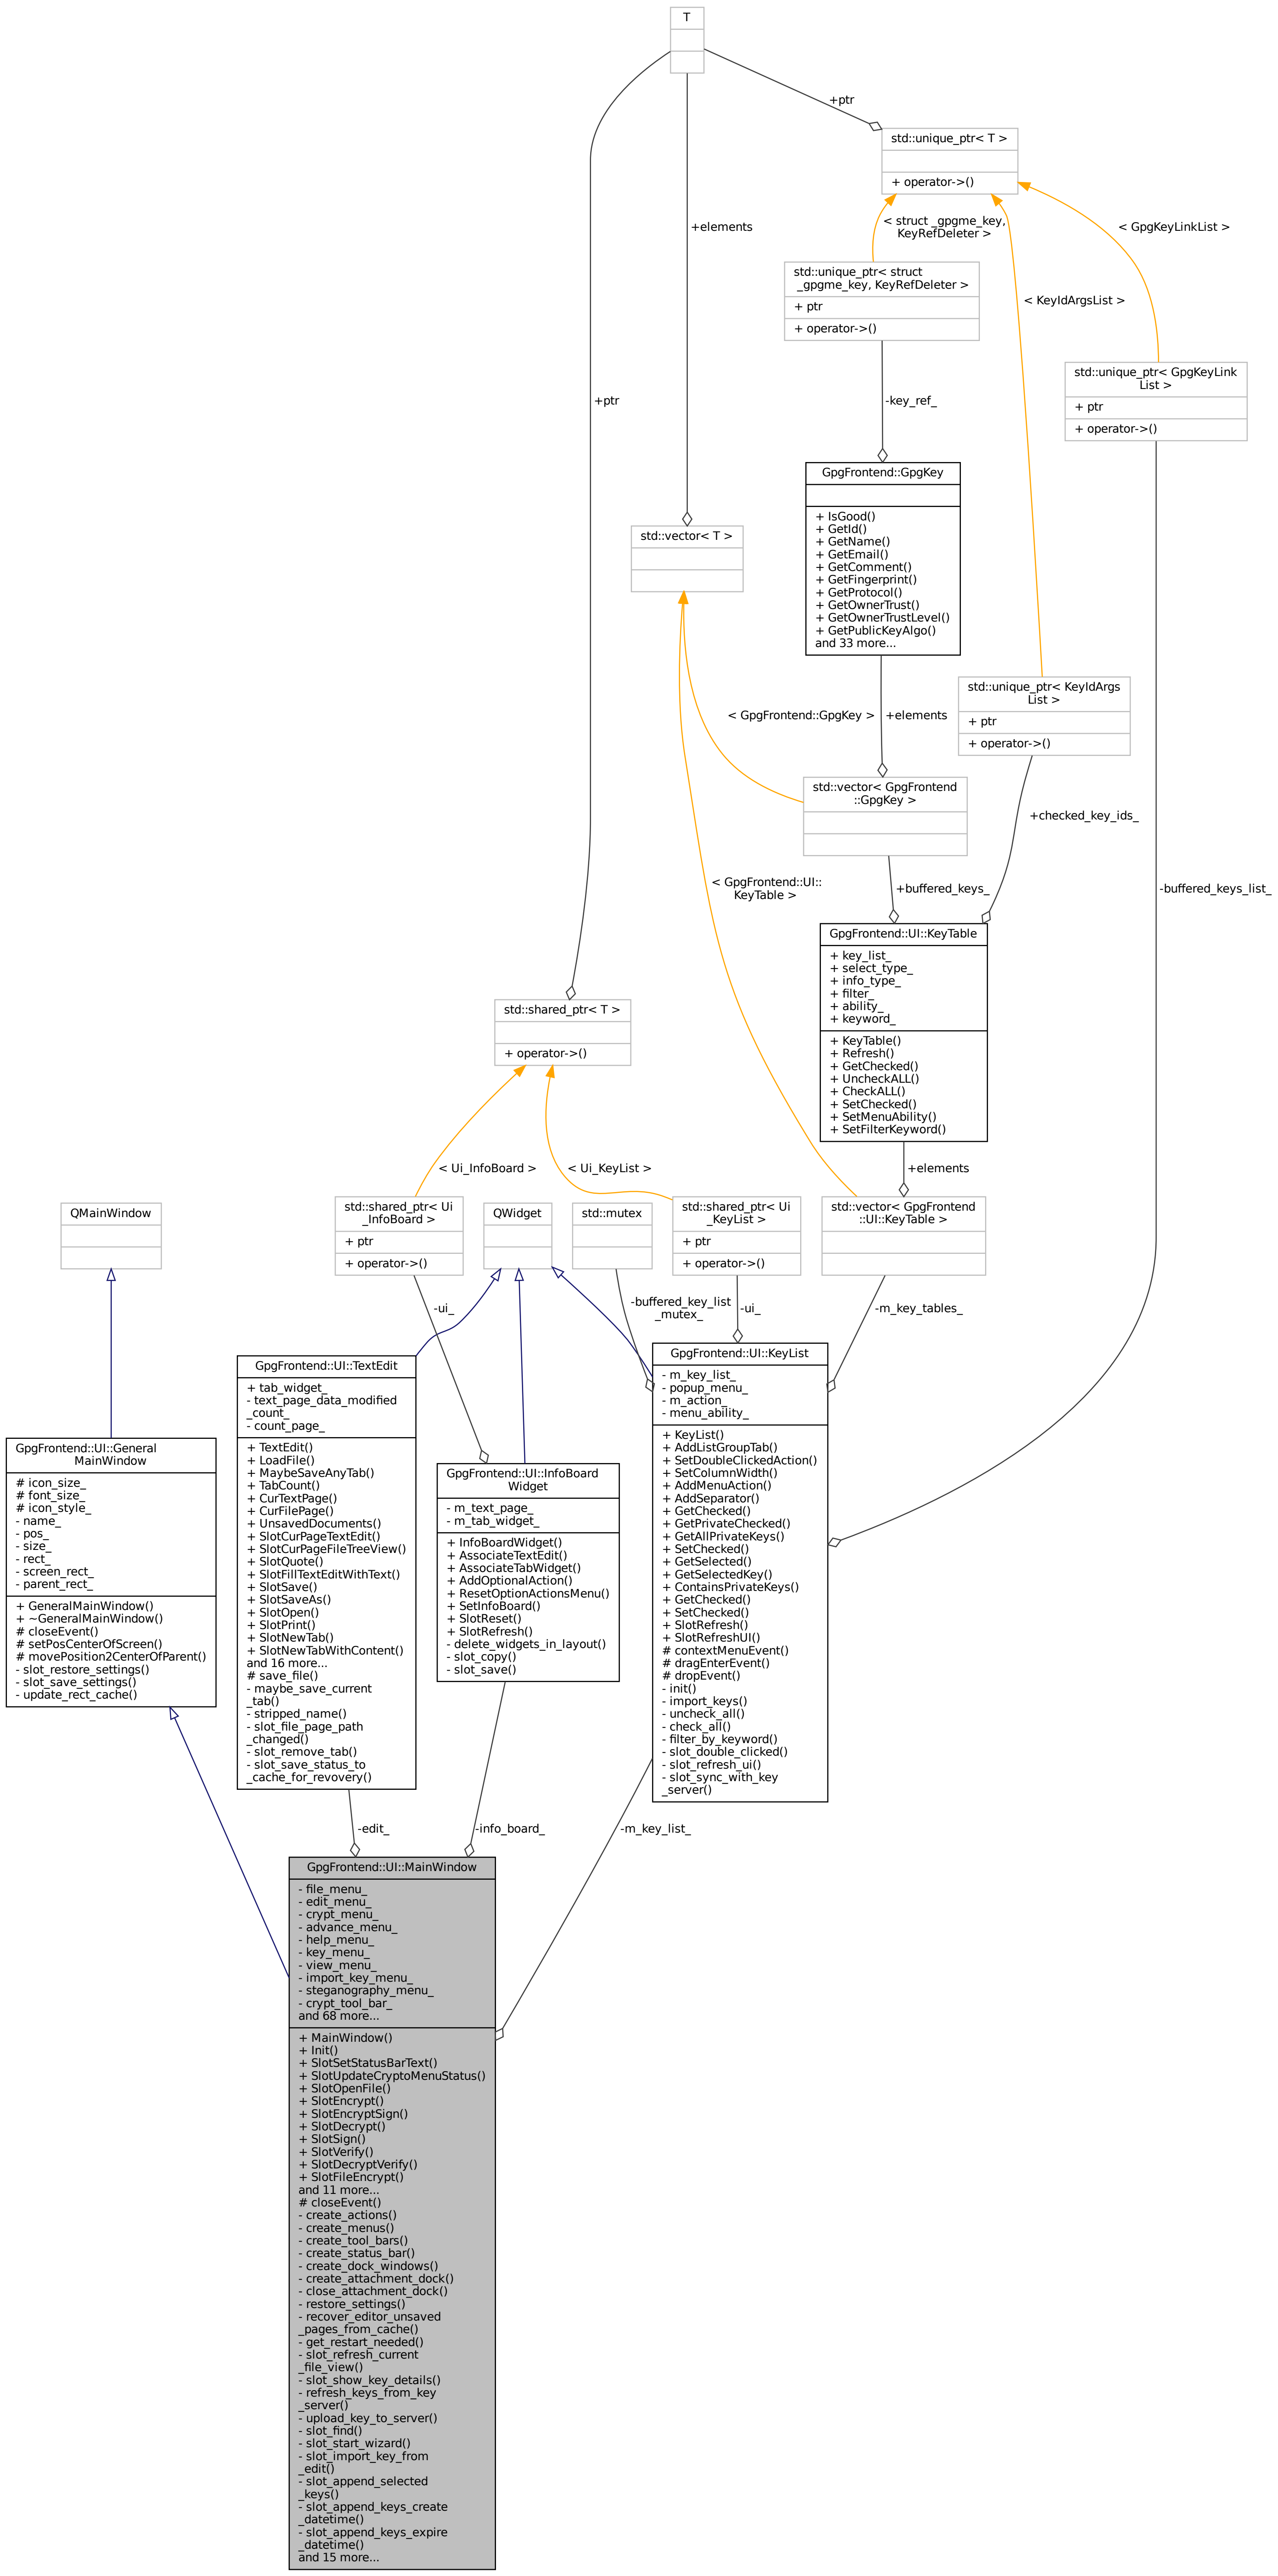 T
+ptr
std::unique_ptr< T >
+ operator->()
+elements
< struct _gpgme_key,
KeyRefDeleter >
< GpgKeyLinkList >
std::unique_ptr< struct
_gpgme_key, KeyRefDeleter >
+ ptr
+ operator->()
< KeyIdArgsList >
std::unique_ptr< GpgKeyLink
List >
+ ptr
+ operator->()
+ptr
-key_ref_
GpgFrontend::GpgKey
+ IsGood()
+ GetId()
+ GetName()
+ GetEmail()
+ GetComment()
+ GetFingerprint()
+ GetProtocol()
+ GetOwnerTrust()
+ GetOwnerTrustLevel()
+ GetPublicKeyAlgo()
and 33 more...
std::vector< T >
std::unique_ptr< KeyIdArgs
List >
+ ptr
+ operator->()
< GpgFrontend::GpgKey >
+elements
std::vector< GpgFrontend
::GpgKey >
+checked_key_ids_
< GpgFrontend::UI::
KeyTable >
+buffered_keys_
-buffered_keys_list_
GpgFrontend::UI::KeyTable
+ key_list_
+ select_type_
+ info_type_
+ filter_
+ ability_
+ keyword_
+ KeyTable()
+ Refresh()
+ GetChecked()
+ UncheckALL()
+ CheckALL()
+ SetChecked()
+ SetMenuAbility()
+ SetFilterKeyword()
std::shared_ptr< T >
+ operator->()
< Ui_InfoBoard >
< Ui_KeyList >
+elements
QMainWindow
std::shared_ptr< Ui
_InfoBoard >
+ ptr
+ operator->()
QWidget
std::mutex
std::shared_ptr< Ui
_KeyList >
+ ptr
+ operator->()
std::vector< GpgFrontend
::UI::KeyTable >
-ui_
-buffered_key_list
_mutex_
-ui_
-m_key_tables_
GpgFrontend::UI::General
MainWindow
# icon_size_
# font_size_
# icon_style_
- name_
- pos_
- size_
- rect_
- screen_rect_
- parent_rect_
+ GeneralMainWindow()
+ ~GeneralMainWindow()
# closeEvent()
# setPosCenterOfScreen()
# movePosition2CenterOfParent()
- slot_restore_settings()
- slot_save_settings()
- update_rect_cache()
GpgFrontend::UI::TextEdit
+ tab_widget_
- text_page_data_modified
_count_
- count_page_
+ TextEdit()
+ LoadFile()
+ MaybeSaveAnyTab()
+ TabCount()
+ CurTextPage()
+ CurFilePage()
+ UnsavedDocuments()
+ SlotCurPageTextEdit()
+ SlotCurPageFileTreeView()
+ SlotQuote()
+ SlotFillTextEditWithText()
+ SlotSave()
+ SlotSaveAs()
+ SlotOpen()
+ SlotPrint()
+ SlotNewTab()
+ SlotNewTabWithContent()
and 16 more...
# save_file()
- maybe_save_current
_tab()
- stripped_name()
- slot_file_page_path
_changed()
- slot_remove_tab()
- slot_save_status_to
_cache_for_revovery()
GpgFrontend::UI::InfoBoard
Widget
- m_text_page_
- m_tab_widget_
+ InfoBoardWidget()
+ AssociateTextEdit()
+ AssociateTabWidget()
+ AddOptionalAction()
+ ResetOptionActionsMenu()
+ SetInfoBoard()
+ SlotReset()
+ SlotRefresh()
- delete_widgets_in_layout()
- slot_copy()
- slot_save()
GpgFrontend::UI::KeyList
- m_key_list_
- popup_menu_
- m_action_
- menu_ability_
+ KeyList()
+ AddListGroupTab()
+ SetDoubleClickedAction()
+ SetColumnWidth()
+ AddMenuAction()
+ AddSeparator()
+ GetChecked()
+ GetPrivateChecked()
+ GetAllPrivateKeys()
+ SetChecked()
+ GetSelected()
+ GetSelectedKey()
+ ContainsPrivateKeys()
+ GetChecked()
+ SetChecked()
+ SlotRefresh()
+ SlotRefreshUI()
# contextMenuEvent()
# dragEnterEvent()
# dropEvent()
- init()
- import_keys()
- uncheck_all()
- check_all()
- filter_by_keyword()
- slot_double_clicked()
- slot_refresh_ui()
- slot_sync_with_key
_server()
-edit_
-info_board_
-m_key_list_
GpgFrontend::UI::MainWindow
- file_menu_
- edit_menu_
- crypt_menu_
- advance_menu_
- help_menu_
- key_menu_
- view_menu_
- import_key_menu_
- steganography_menu_
- crypt_tool_bar_
and 68 more...
+ MainWindow()
+ Init()
+ SlotSetStatusBarText()
+ SlotUpdateCryptoMenuStatus()
+ SlotOpenFile()
+ SlotEncrypt()
+ SlotEncryptSign()
+ SlotDecrypt()
+ SlotSign()
+ SlotVerify()
+ SlotDecryptVerify()
+ SlotFileEncrypt()
and 11 more...
# closeEvent()
- create_actions()
- create_menus()
- create_tool_bars()
- create_status_bar()
- create_dock_windows()
- create_attachment_dock()
- close_attachment_dock()
- restore_settings()
- recover_editor_unsaved
_pages_from_cache()
- get_restart_needed()
- slot_refresh_current
_file_view()
- slot_show_key_details()
- refresh_keys_from_key
_server()
- upload_key_to_server()
- slot_find()
- slot_start_wizard()
- slot_import_key_from
_edit()
- slot_append_selected
_keys()
- slot_append_keys_create
_datetime()
- slot_append_keys_expire
_datetime()
and 15 more...